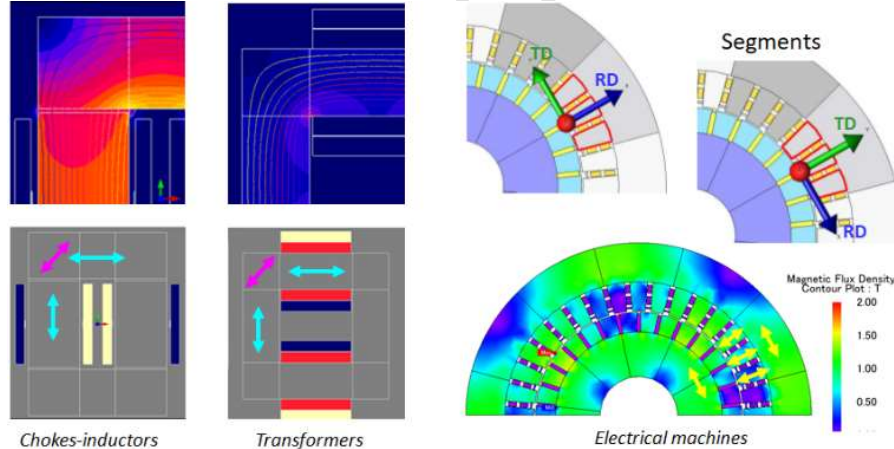 TD
RD
Segments
TD
RD
Magnetic Flux Density
Contour Plot : T
2.00
1.50
1.00
0.50
Chokes-inductors
Transformers
Electrical machines